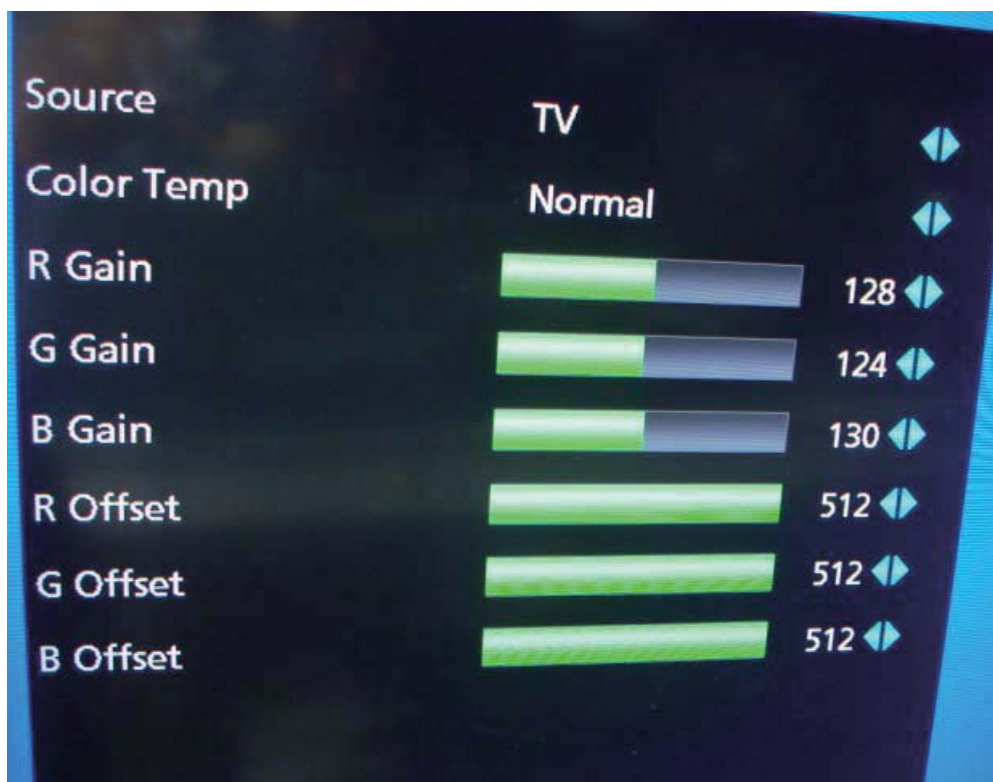 Source TV
Color Temp Normal
R Gain 128
G Gain 124
B Gain 130
R Offset 512
G Offset 512
B Offset 512